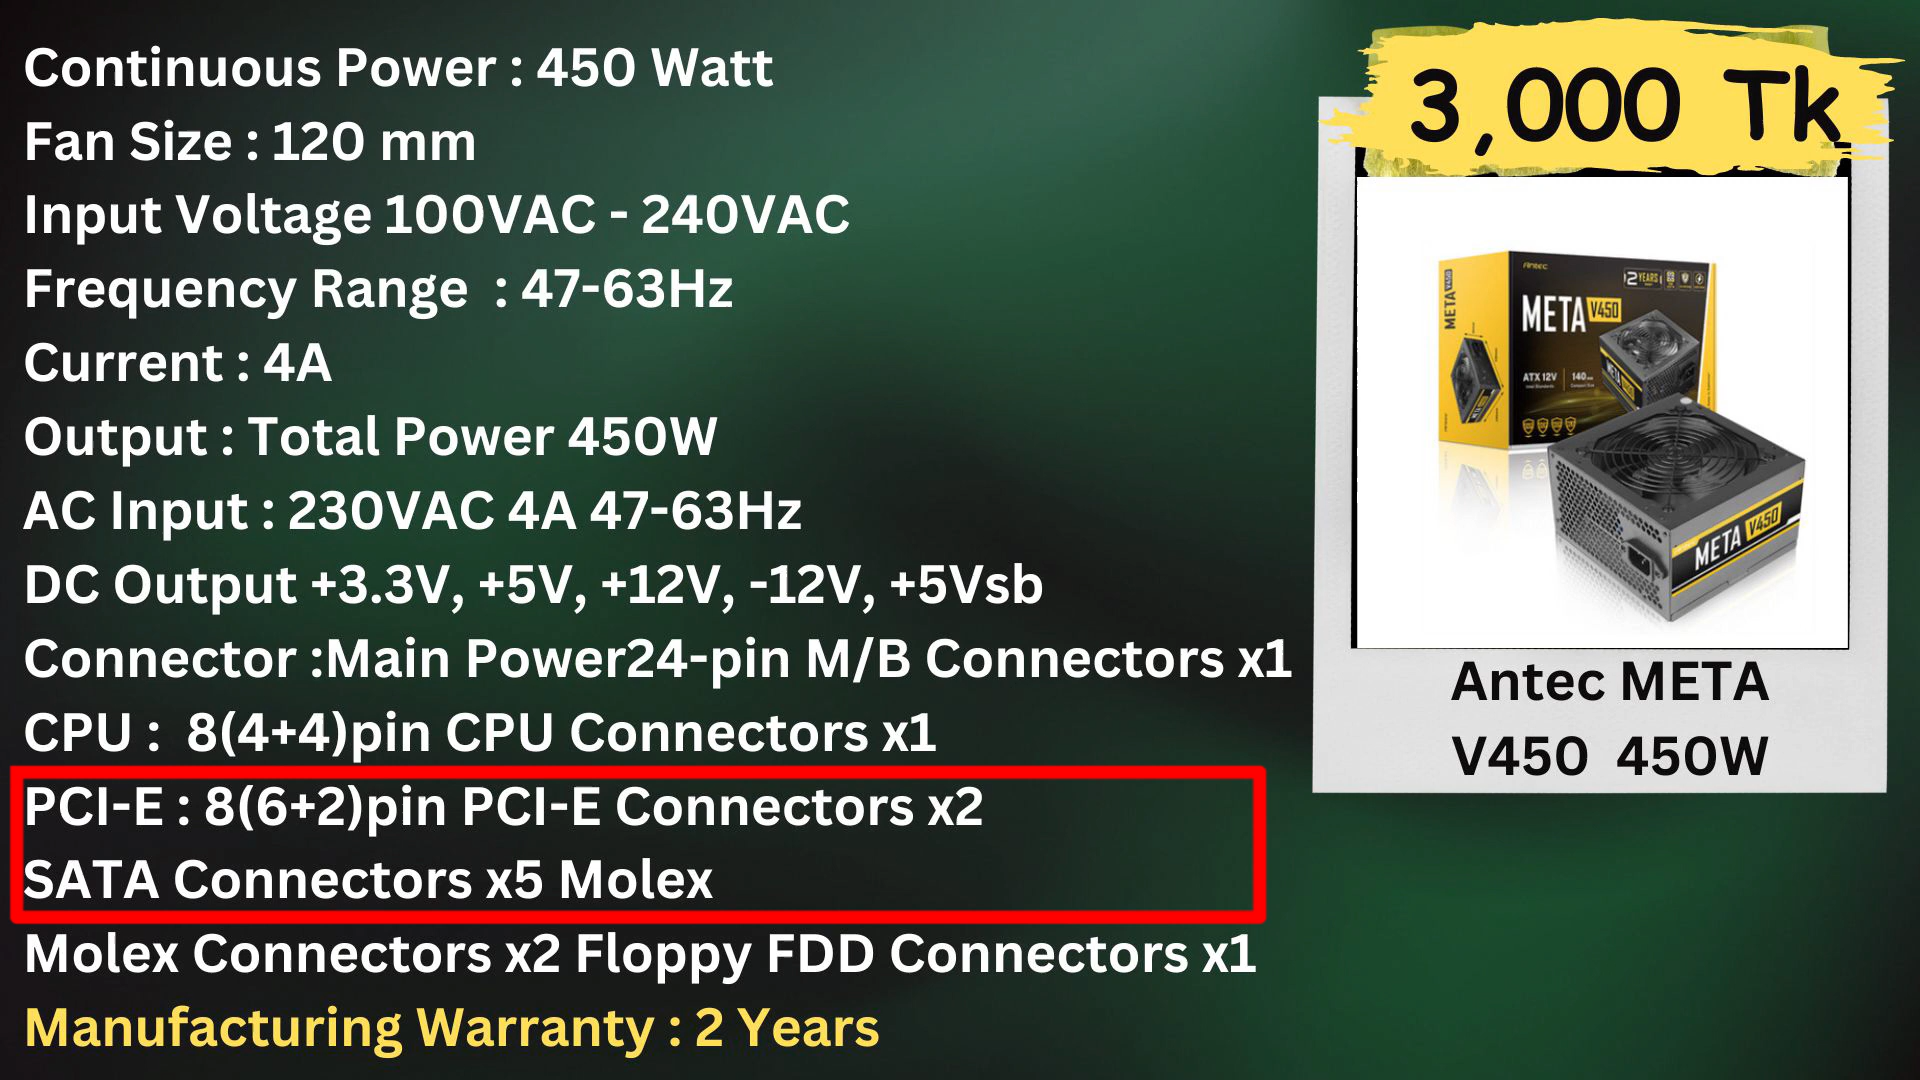 Continuous Power : 450 Watt
Fan Size : 120 mm
Input Voltage 100VAC - 240VAC
Frequency Range : 47-63Hz
Current : 4A
Output : Total Power 450W
AC Input : 230VAC 4A 47-63Hz
DC Output +3.3V, +5V, +12V, -12V, +5Vsb
Connector :Main Power24-pin M/B Connectors x1
CPU : 8(4+4)pin CPU Connectors x1
PCI-E : 8(6+2)pin PCI-E Connectors x2
SATA Connectors x5 Molex
Molex Connectors x2 Floppy FDD Connectors x1
Manufacturing Warranty : 2 Years
3,000 Tk
Antec
2 YEARS
META V450
META V450
ATX 12V
140mm
META V450
Antec META
V450 450W